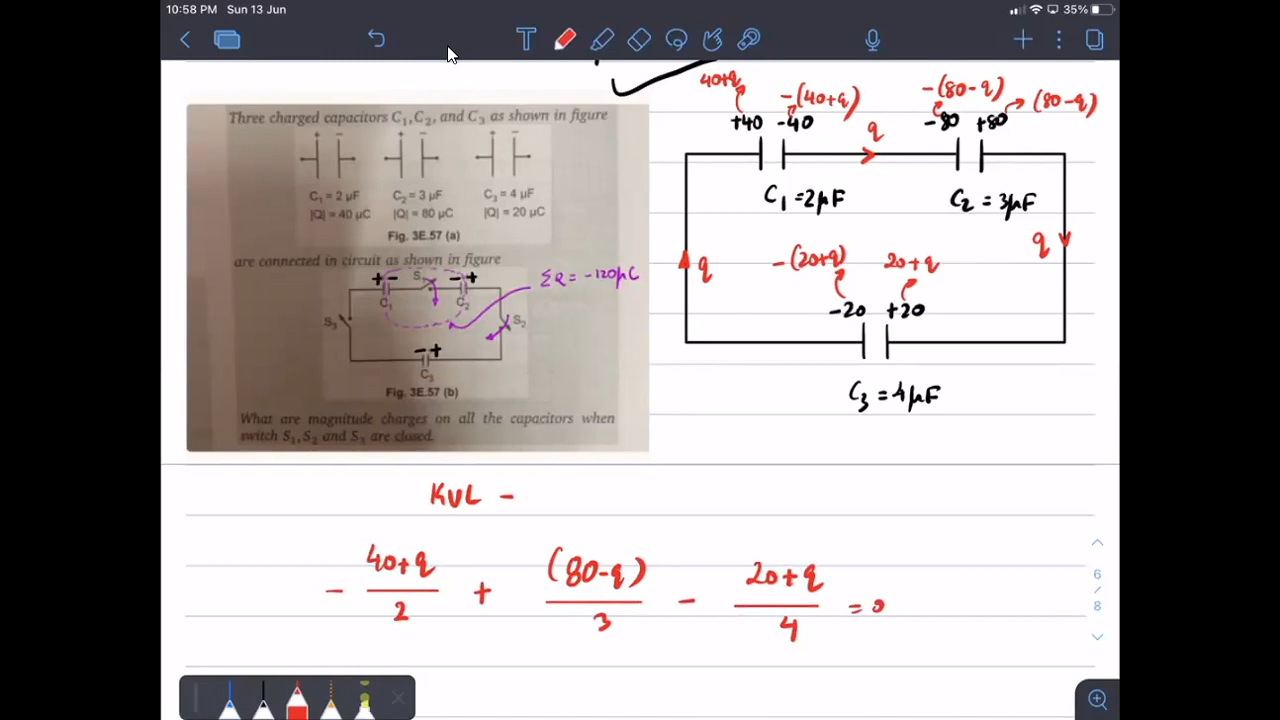 10:58 PM Sun 13 Jun
35%
T
Three charged capacitors C₁, C₂, and C₃ as shown in figure
+ − + − + −
C₁ = 2 μF C₂ = 3 μF C₃ = 4 μF
|Q| = 40 μC |Q| = 80 μC |Q| = 20 μC
Fig. 3E.57 (a)
are connected in circuit as shown in figure
+ − S − +
C₁ C₂
S₃ S₂
− +
C₃
ΣQ = -120μC
Fig. 3E.57 (b)
What are magnitude charges on all the capacitors when
switch S₁, S₂ and S₃ are closed.
40+q -(40+q) -(80-q) (80-q)
+40 -40 q -80 +80
C₁ = 2μF C₂ = 3μF
q -(20+q) 20+q q
-20 +20
C₃ = 4μF
KVL -
- 40+q/2 + (80-q)/3 - 20+q/4 = 0
6
/
8